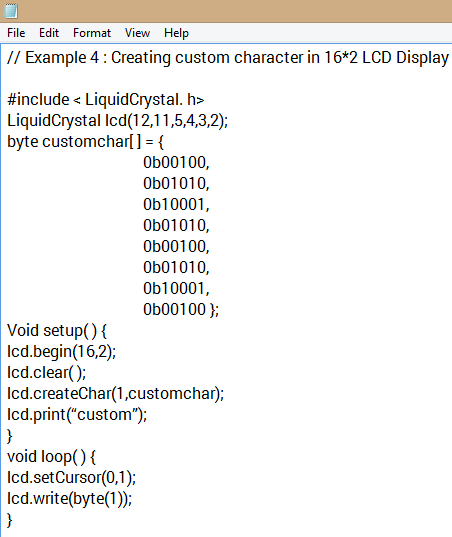 File Edit Format View Help
// Example 4 : Creating custom character in 16*2 LCD Display
#include < LiquidCrystal. h>
LiquidCrystal lcd(12,11,5,4,3,2);
byte customchar[ ] = {
0b00100,
0b01010,
0b10001,
0b01010,
0b00100,
0b01010,
0b10001,
0b00100 };
Void setup( ) {
lcd.begin(16,2);
lcd.clear( );
lcd.createChar(1,customchar);
lcd.print(“custom”);
}
void loop( ) {
lcd.setCursor(0,1);
lcd.write(byte(1));
}